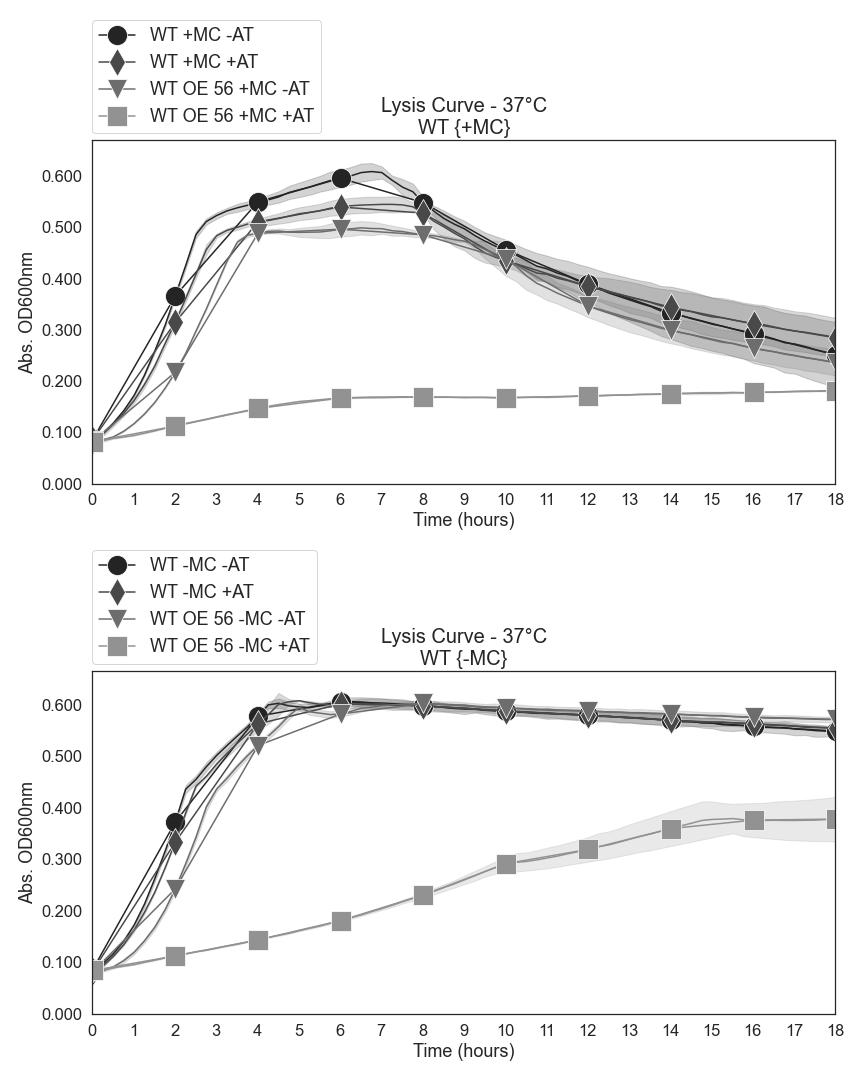 WT +MC -AT
WT +MC +AT
WT OE 56 +MC -AT
WT OE 56 +MC +AT
Lysis Curve - 37°C
WT {+MC}
Abs. OD600nm
0.600
0.500
0.400
0.300
0.200
0.100
0.000
0 1 2 3 4 5 6 7 8 9 10 11 12 13 14 15 16 17 18
Time (hours)
WT -MC -AT
WT -MC +AT
WT OE 56 -MC -AT
WT OE 56 -MC +AT
Lysis Curve - 37°C
WT {-MC}
Abs. OD600nm
0.600
0.500
0.400
0.300
0.200
0.100
0.000
0 1 2 3 4 5 6 7 8 9 10 11 12 13 14 15 16 17 18
Time (hours)